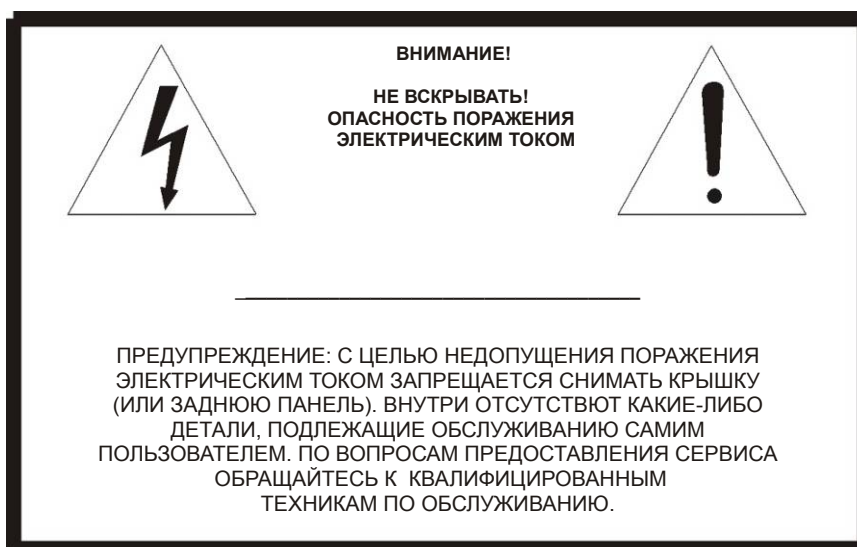 ВНИМАНИЕ!
НЕ ВСКРЫВАТЬ!
ОПАСНОСТЬ ПОРАЖЕНИЯ
ЭЛЕКТРИЧЕСКИМ ТОКОМ
ПРЕДУПРЕЖДЕНИЕ: С ЦЕЛЬЮ НЕДОПУЩЕНИЯ ПОРАЖЕНИЯ
ЭЛЕКТРИЧЕСКИМ ТОКОМ ЗАПРЕЩАЕТСЯ СНИМАТЬ КРЫШКУ
(ИЛИ ЗАДНЮЮ ПАНЕЛЬ). ВНУТРИ ОТСУТСТВЮТ КАКИЕ-ЛИБО
ДЕТАЛИ, ПОДЛЕЖАЩИЕ ОБСЛУЖИВАНИЮ САМИМ
ПОЛЬЗОВАТЕЛЕМ. ПО ВОПРОСАМ ПРЕДОСТАВЛЕНИЯ СЕРВИСА
ОБРАЩАЙТЕСЬ К КВАЛИФИЦИРОВАННЫМ
ТЕХНИКАМ ПО ОБСЛУЖИВАНИЮ.